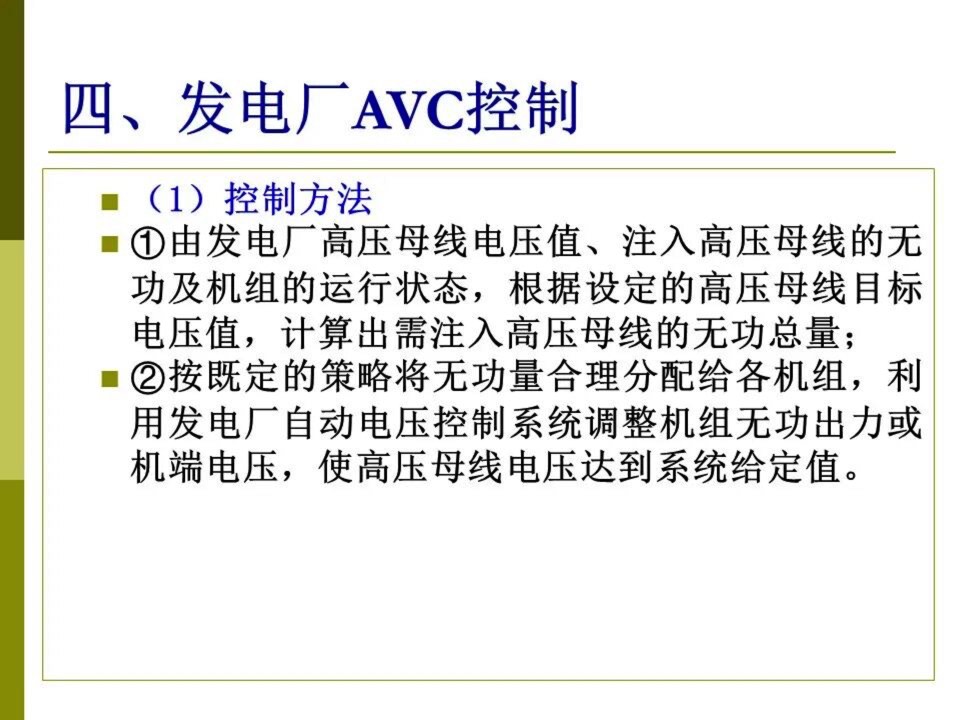 四、发电厂AVC控制
（1）控制方法
①由发电厂高压母线电压值、注入高压母线的无
功及机组的运行状态，根据设定的高压母线目标
电压值，计算出需注入高压母线的无功总量；
②按既定的策略将无功量合理分配给各机组，利
用发电厂自动电压控制系统调整机组无功出力或
机端电压，使高压母线电压达到系统给定值。